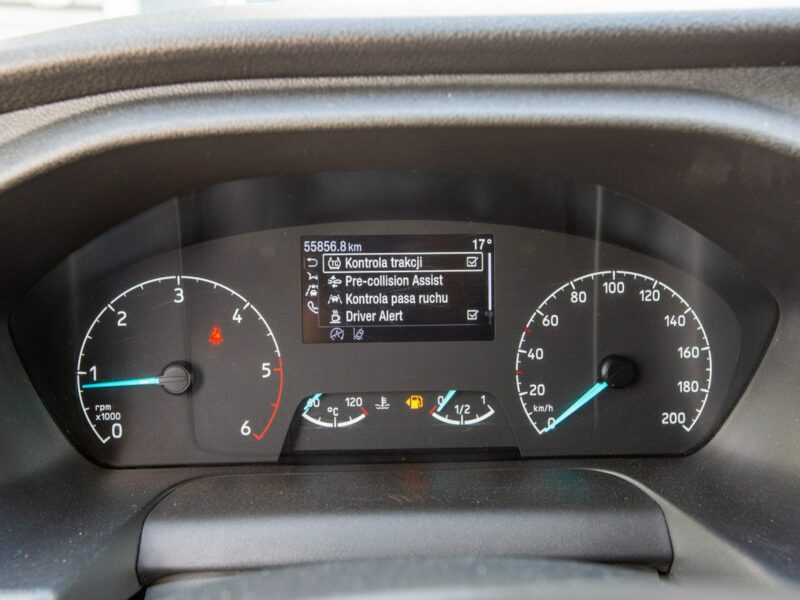 55856.8 km 17°
Kontrola trakcji
Pre-collision Assist
Kontrola pasa ruchu
Driver Alert
0 1 2 3 4 5 6
rpm
x1000
60 120
°C
0 1/2 1
0 20 40 60 80 100 120 140 160 180 200
km/h